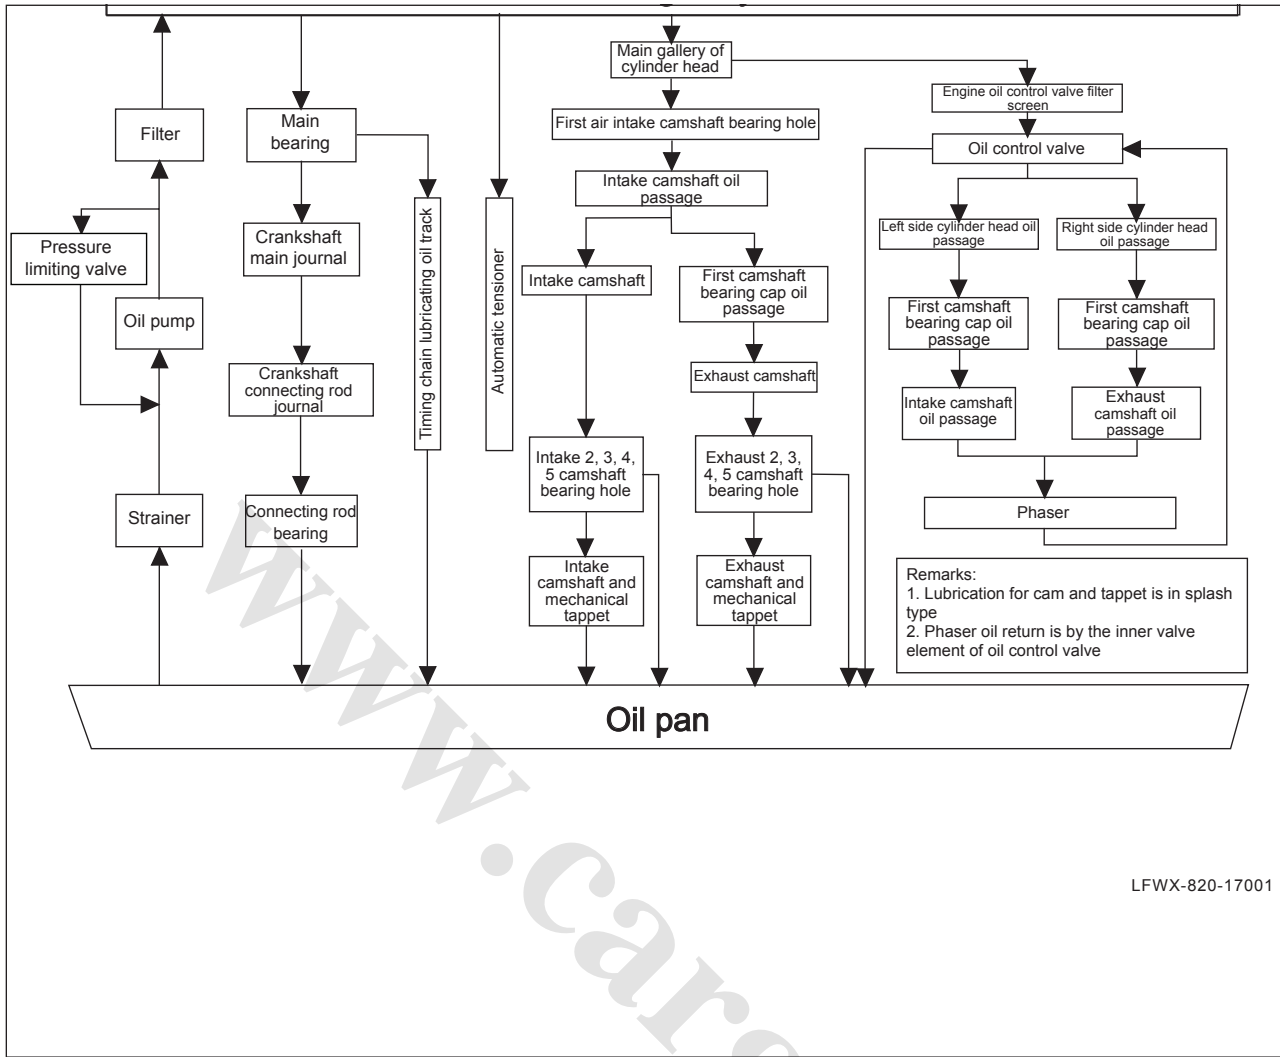 Main gallery of
cylinder head
Engine oil control valve filter
screen
Filter
Main
bearing
First air intake camshaft bearing hole
Oil control valve
Intake camshaft oil
passage
Timing chain lubricating oil track
Automatic tensioner
Pressure
limiting valve
Crankshaft
main journal
Left side cylinder head oil
passage
Right side cylinder head
oil passage
Intake camshaft
First camshaft
bearing cap oil
passage
Oil pump
First camshaft
bearing cap oil
passage
First camshaft
bearing cap oil
passage
Crankshaft
connecting rod
journal
Exhaust camshaft
Intake camshaft
oil passage
Exhaust
camshaft oil
passage
Intake 2, 3, 4,
5 camshaft
bearing hole
Exhaust 2, 3,
4, 5 camshaft
bearing hole
Strainer
Connecting rod
bearing
Phaser
Intake
camshaft and
mechanical
tappet
Exhaust
camshaft and
mechanical
tappet
Remarks:
1. Lubrication for cam and tappet is in splash
type
2. Phaser oil return is by the inner valve
element of oil control valve
Oil pan
LFWX-820-17001
www.care